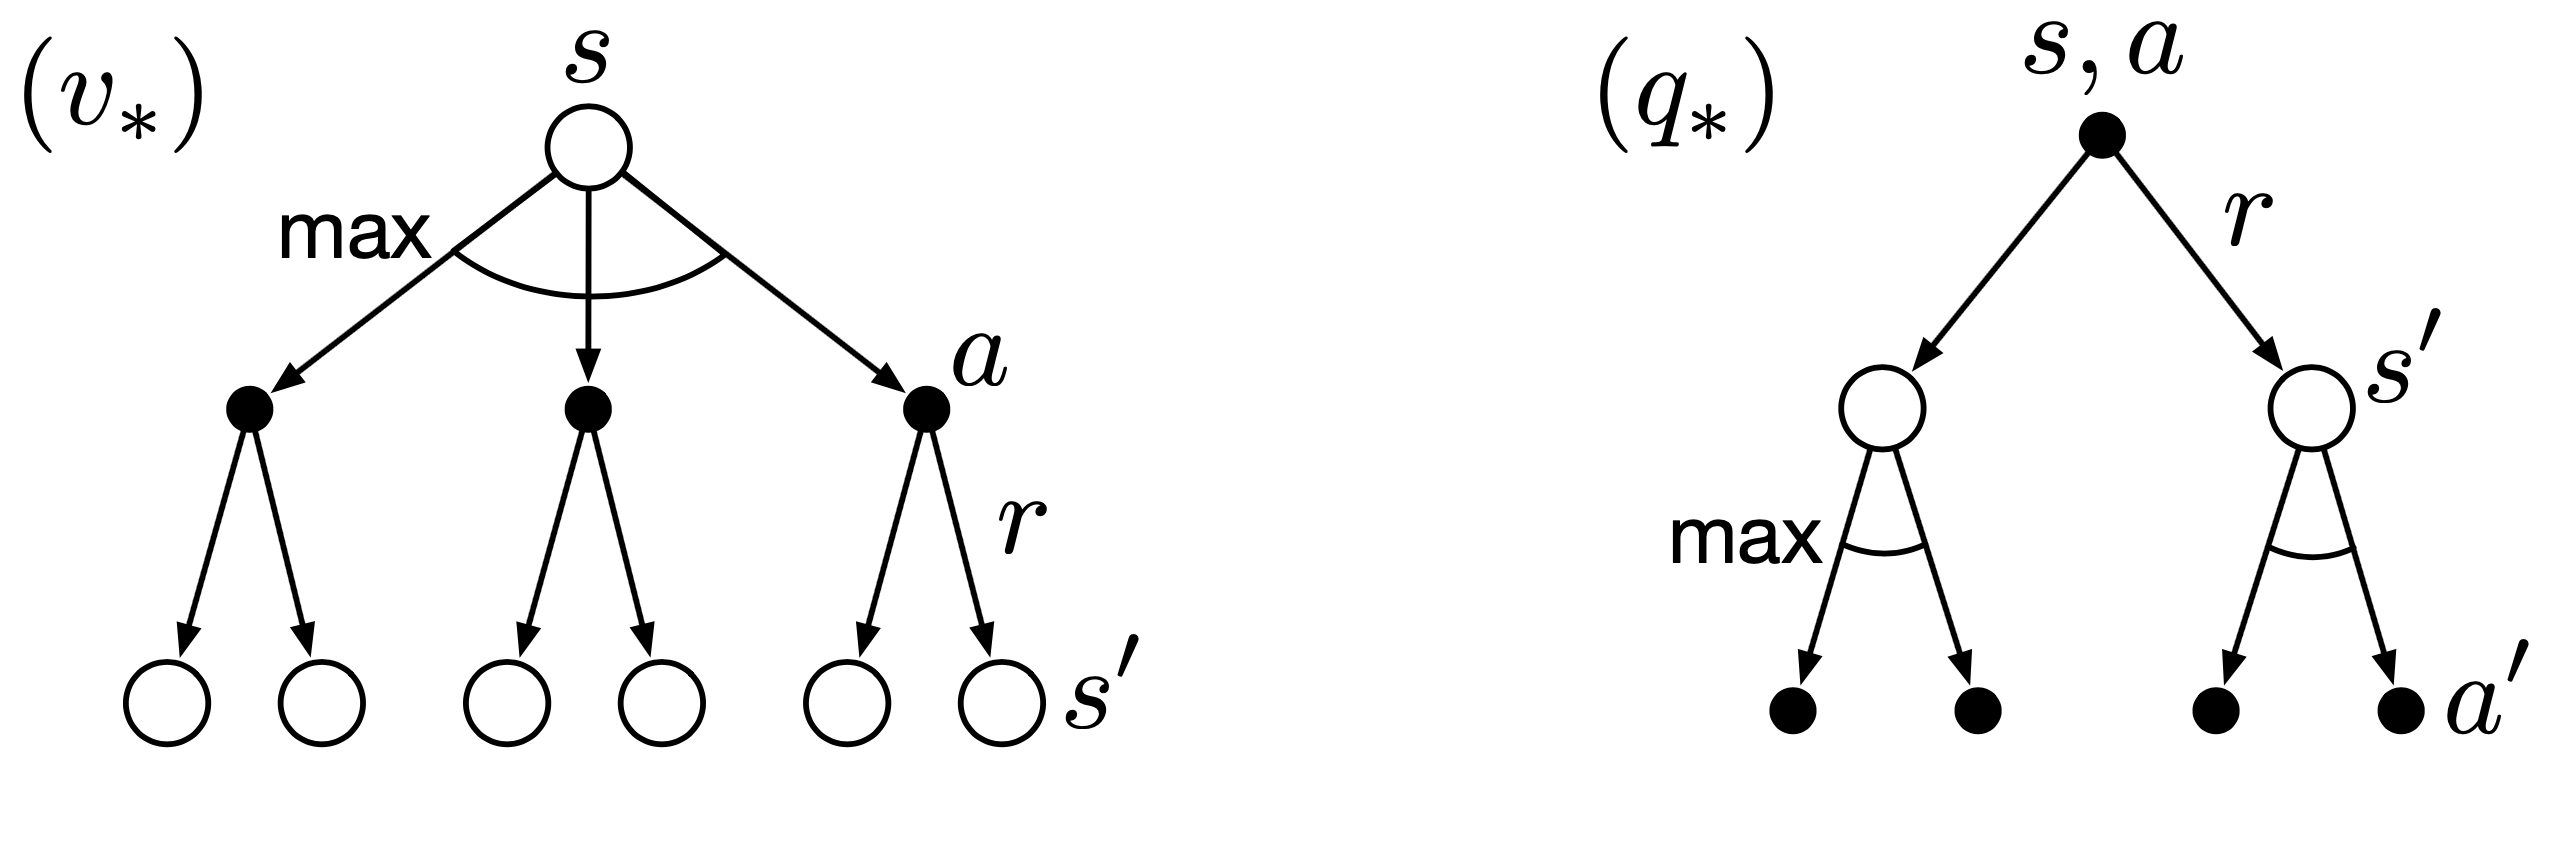 (v*)
s
max
a
r
s′
(q*)
s, a
r
s′
max
a′